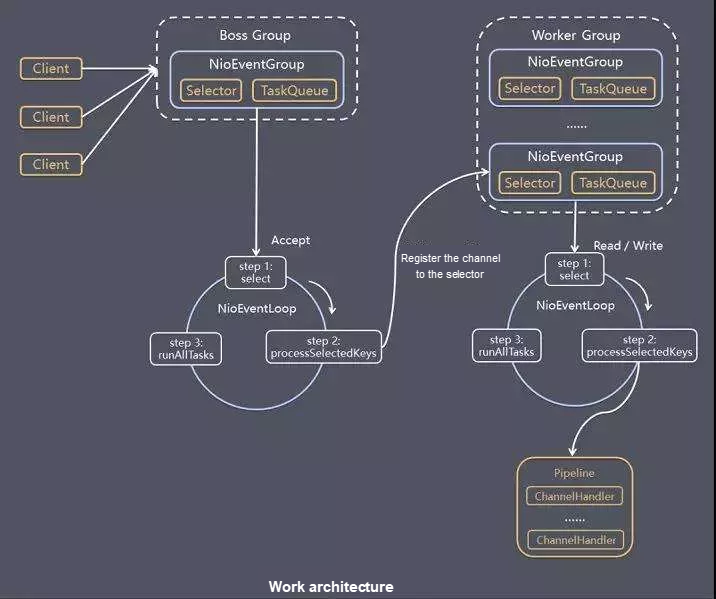 Client
Client
Client
Boss Group
NioEventGroup
Selector
TaskQueue
Accept
step 1:
select
NioEventLoop
step 2:
processSelectedKeys
step 3:
runAllTasks
Register the channel
to the selector
Worker Group
NioEventGroup
Selector
TaskQueue
......
NioEventGroup
Selector
TaskQueue
Read / Write
step 1:
select
NioEventLoop
step 2:
processSelectedKeys
step 3:
runAllTasks
Pipeline
ChannelHandler
......
ChannelHandler
Work architecture